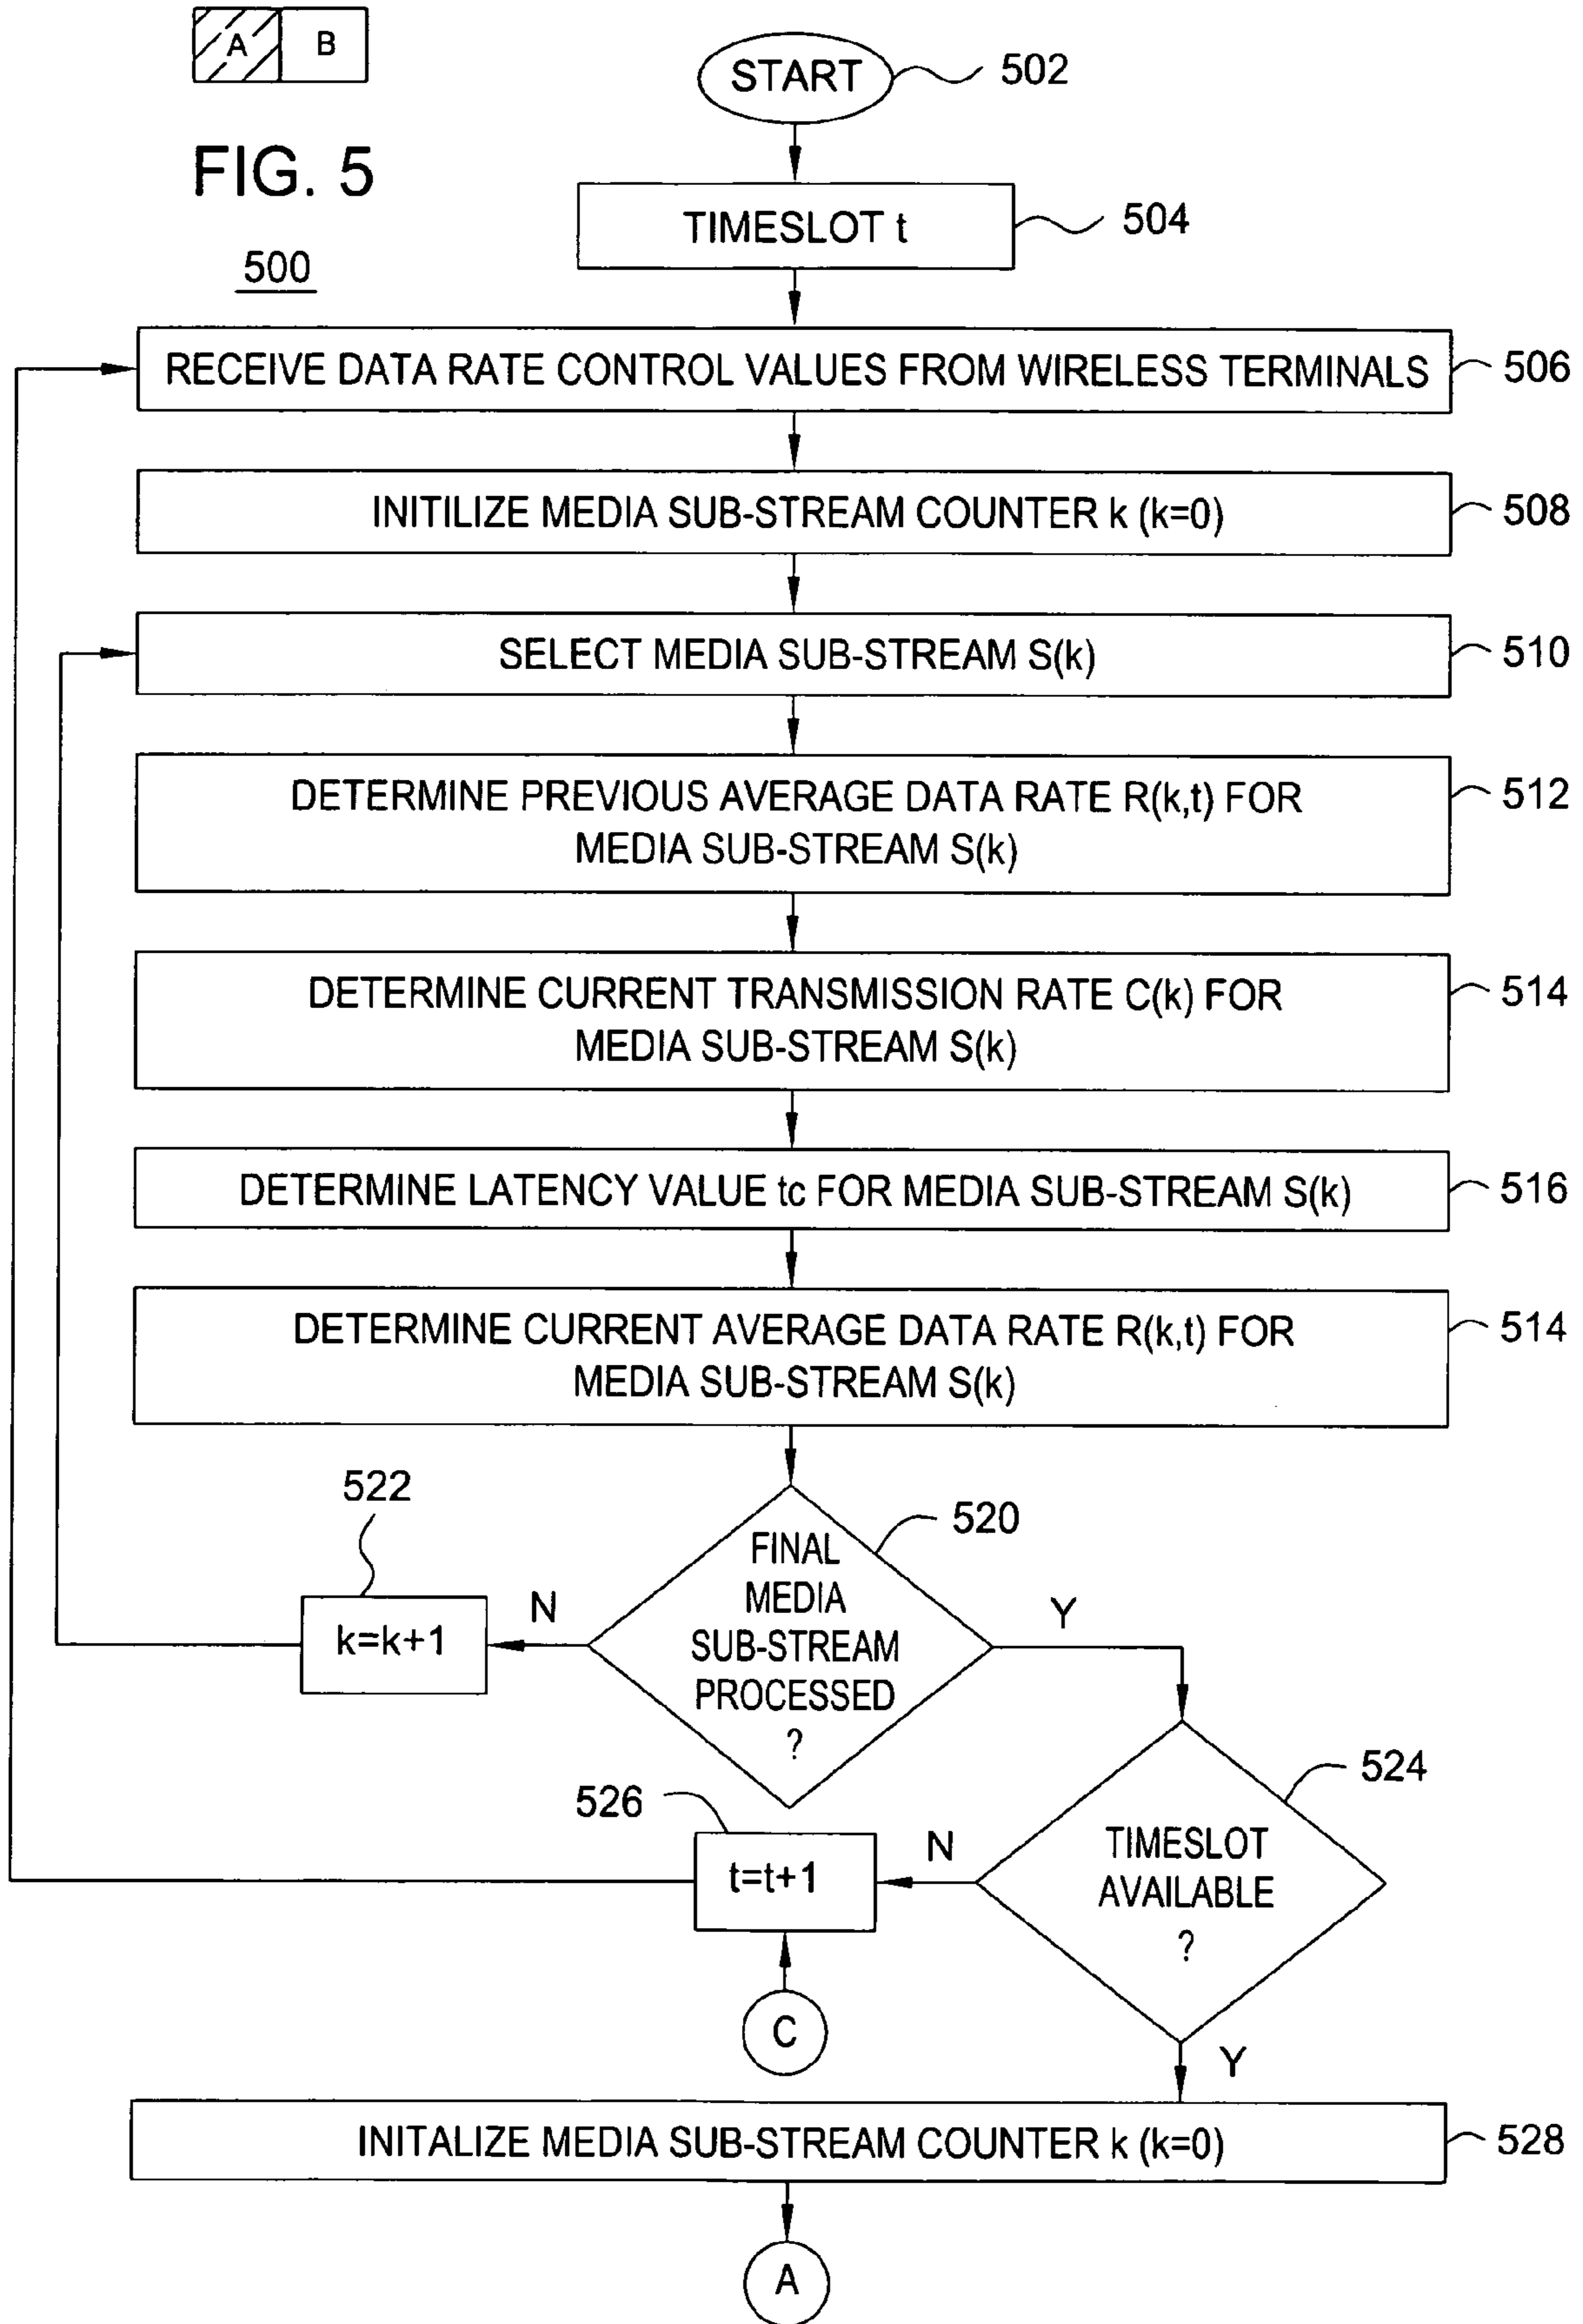 A B
FIG. 5
500
START 502
TIMESLOT t 504
RECEIVE DATA RATE CONTROL VALUES FROM WIRELESS TERMINALS 506
INITILIZE MEDIA SUB-STREAM COUNTER k (k=0) 508
SELECT MEDIA SUB-STREAM S(k) 510
DETERMINE PREVIOUS AVERAGE DATA RATE R(k,t) FOR 512
MEDIA SUB-STREAM S(k)
DETERMINE CURRENT TRANSMISSION RATE C(k) FOR 514
MEDIA SUB-STREAM S(k)
DETERMINE LATENCY VALUE tc FOR MEDIA SUB-STREAM S(k) 516
DETERMINE CURRENT AVERAGE DATA RATE R(k,t) FOR 514
MEDIA SUB-STREAM S(k)
522
520
FINAL
MEDIA
SUB-STREAM
PROCESSED
?
N
Y
k=k+1
524
526
TIMESLOT
AVAILABLE
?
N
t=t+1
C
Y
INITALIZE MEDIA SUB-STREAM COUNTER k (k=0) 528
A